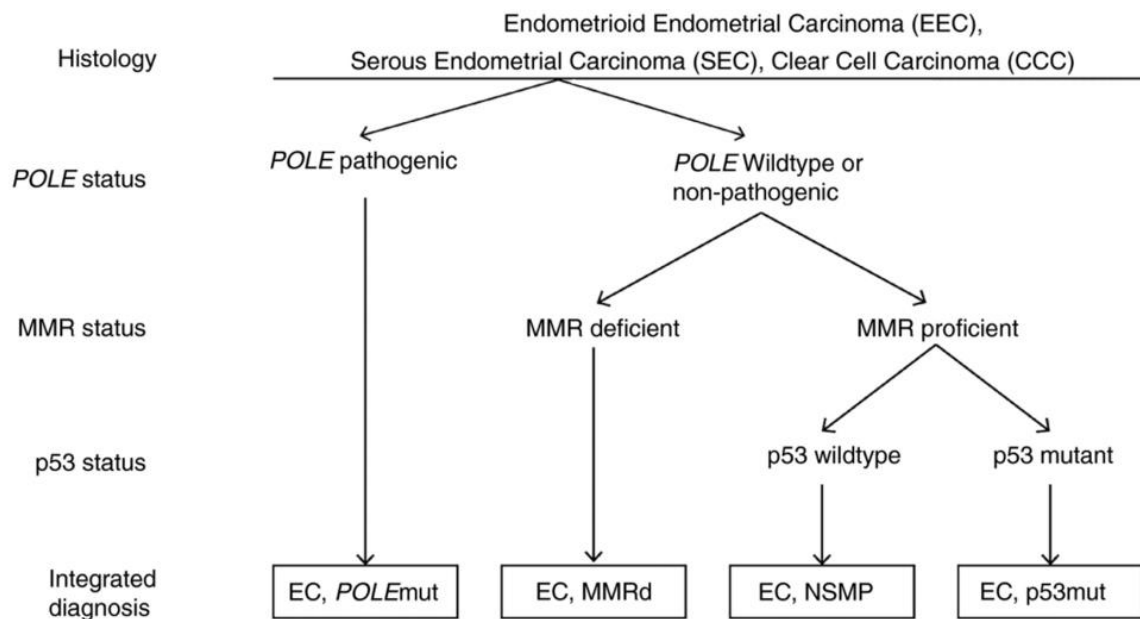 Endometrioid Endometrial Carcinoma (EEC),
Histology
Serous Endometrial Carcinoma (SEC), Clear Cell Carcinoma (CCC)
POLE status
POLE pathogenic
POLE Wildtype or
non-pathogenic
MMR status
MMR deficient
MMR proficient
p53 status
p53 wildtype
p53 mutant
Integrated
diagnosis
EC, POLEmut
EC, MMRd
EC, NSMP
EC, p53mut